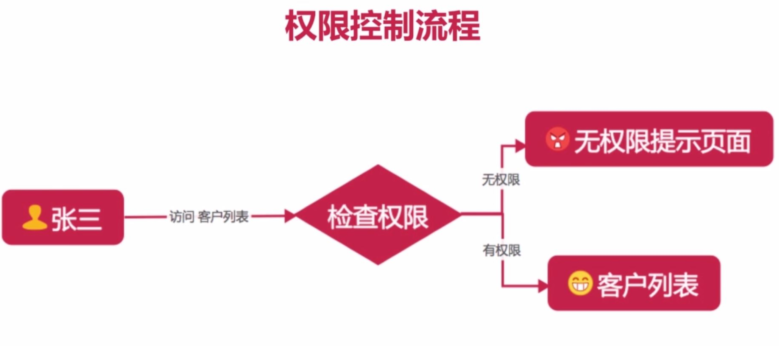 权限控制流程
无权限提示页面
无权限
张三
访问 客户列表
检查权限
有权限
客户列表